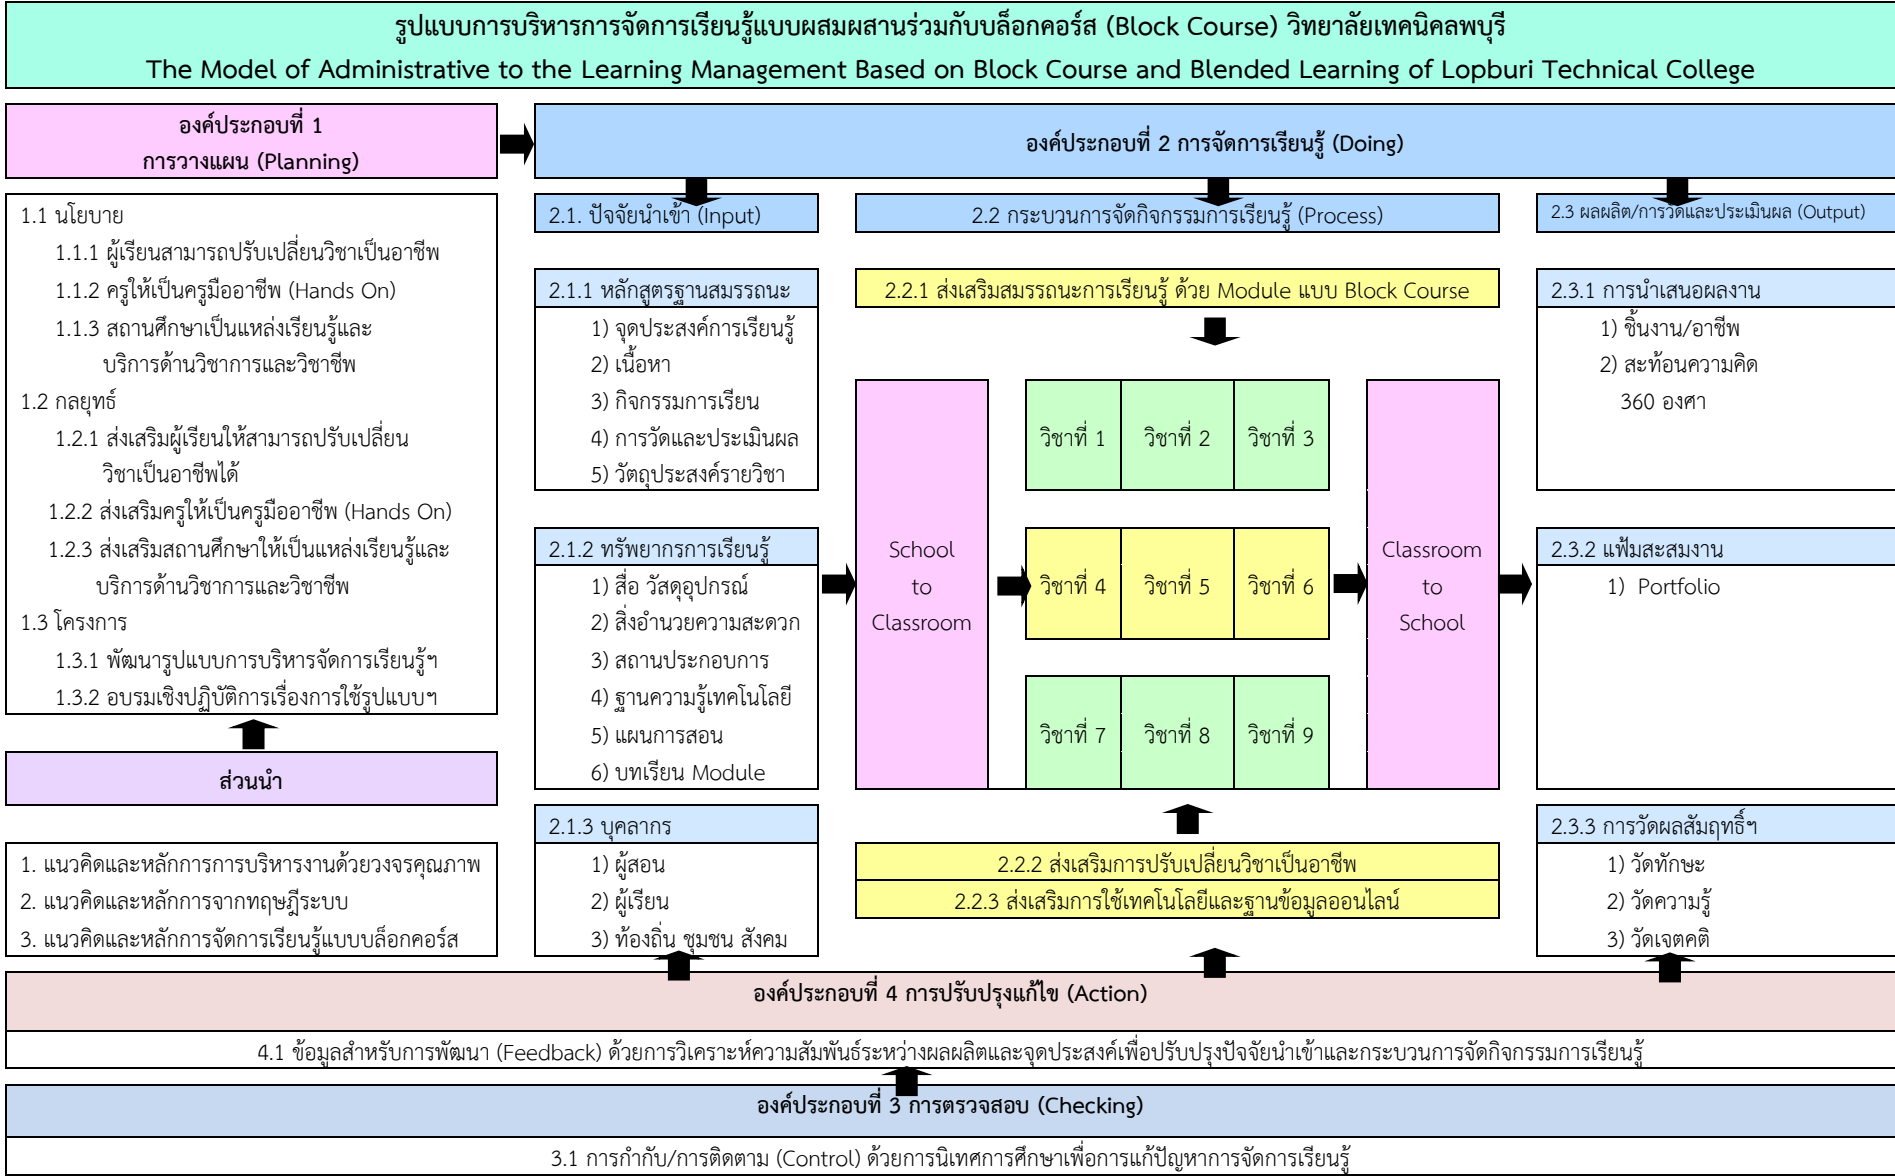 รูปแบบการบริหารการจัดการเรียนรู้แบบผสมผสานร่วมกับบล็อกคอร์ส (Block Course) วิทยาลัยเทคนิคลพบุรี
The Model of Administrative to the Learning Management Based on Block Course and Blended Learning of Lopburi Technical College
องค์ประกอบที่ 1
การวางแผน (Planning)
1.1 นโยบาย
1.1.1 ผู้เรียนสามารถปรับเปลี่ยนวิชาเป็นอาชีพ
1.1.2 ครูให้เป็นครูมืออาชีพ (Hands On)
1.1.3 สถานศึกษาเป็นแหล่งเรียนรู้และ
บริการด้านวิชาการและวิชาชีพ
1.2 กลยุทธ์
1.2.1 ส่งเสริมผู้เรียนให้สามารถปรับเปลี่ยน
วิชาเป็นอาชีพได้
1.2.2 ส่งเสริมครูให้เป็นครูมืออาชีพ (Hands On)
1.2.3 ส่งเสริมสถานศึกษาให้เป็นแหล่งเรียนรู้และ
บริการด้านวิชาการและวิชาชีพ
1.3 โครงการ
1.3.1 พัฒนารูปแบบการบริหารจัดการเรียนรู้ฯ
1.3.2 อบรมเชิงปฏิบัติการเรื่องการใช้รูปแบบฯ
ส่วนนำ
1. แนวคิดและหลักการการบริหารงานด้วยวงจรคุณภาพ
2. แนวคิดและหลักการจากทฤษฎีระบบ
3. แนวคิดและหลักการจัดการเรียนรู้แบบบล็อกคอร์ส
องค์ประกอบที่ 2 การจัดการเรียนรู้ (Doing)
2.1. ปัจจัยนำเข้า (Input)
2.1.1 หลักสูตรฐานสมรรถนะ
1) จุดประสงค์การเรียนรู้
2) เนื้อหา
3) กิจกรรมการเรียน
4) การวัดและประเมินผล
5) วัตถุประสงค์รายวิชา
2.1.2 ทรัพยากรการเรียนรู้
1) สื่อ วัสดุอุปกรณ์
2) สิ่งอำนวยความสะดวก
3) สถานประกอบการ
4) ฐานความรู้เทคโนโลยี
5) แผนการสอน
6) บทเรียน Module
2.1.3 บุคลากร
1) ผู้สอน
2) ผู้เรียน
3) ท้องถิ่น ชุมชน สังคม
2.2 กระบวนการจัดกิจกรรมการเรียนรู้ (Process)
2.2.1 ส่งเสริมสมรรถนะการเรียนรู้ ด้วย Module แบบ Block Course
School
to
Classroom
วิชาที่ 1 วิชาที่ 2 วิชาที่ 3
วิชาที่ 4 วิชาที่ 5 วิชาที่ 6
วิชาที่ 7 วิชาที่ 8 วิชาที่ 9
Classroom
to
School
2.2.2 ส่งเสริมการปรับเปลี่ยนวิชาเป็นอาชีพ
2.2.3 ส่งเสริมการใช้เทคโนโลยีและฐานข้อมูลออนไลน์
2.3 ผลผลิต/การวัดและประเมินผล (Output)
2.3.1 การนำเสนอผลงาน
1) ชิ้นงาน/อาชีพ
2) สะท้อนความคิด
360 องศา
2.3.2 แฟ้มสะสมงาน
1) Portfolio
2.3.3 การวัดผลสัมฤทธิ์ฯ
1) วัดทักษะ
2) วัดความรู้
3) วัดเจตคติ
องค์ประกอบที่ 4 การปรับปรุงแก้ไข (Action)
4.1 ข้อมูลสำหรับการพัฒนา (Feedback) ด้วยการวิเคราะห์ความสัมพันธ์ระหว่างผลผลิตและจุดประสงค์เพื่อปรับปรุงปัจจัยนำเข้าและกระบวนการจัดกิจกรรมการเรียนรู้
องค์ประกอบที่ 3 การตรวจสอบ (Checking)
3.1 การกำกับ/การติดตาม (Control) ด้วยการนิเทศการศึกษาเพื่อการแก้ปัญหาการจัดการเรียนรู้